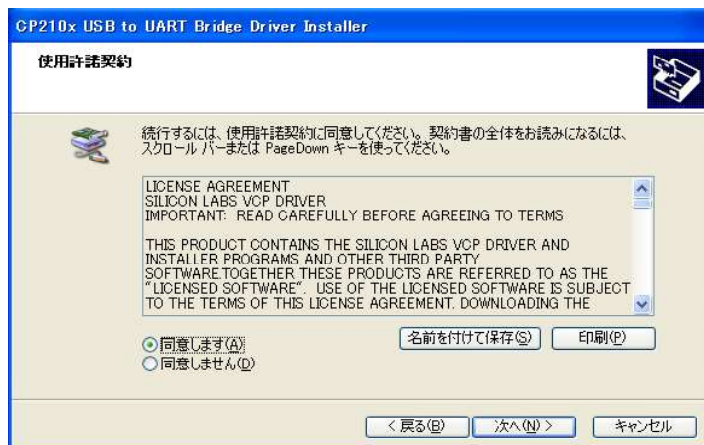 CP210x USB to UART Bridge Driver Installer
使用許諾契約
続行するには、使用許諾契約に同意してください。契約書の全体をお読みになるには、
スクロール バーまたは PageDown キーを使ってください。
LICENSE AGREEMENT
SILICON LABS VCP DRIVER
IMPORTANT: READ CAREFULLY BEFORE AGREEING TO TERMS
THIS PRODUCT CONTAINS THE SILICON LABS VCP DRIVER AND
INSTALLER PROGRAMS AND OTHER THIRD PARTY
SOFTWARE.TOGETHER THESE PRODUCTS ARE REFERRED TO AS THE
"LICENSED SOFTWARE". USE OF THE LICENSED SOFTWARE IS SUBJECT
TO THE TERMS OF THIS LICENSE AGREEMENT. DOWNLOADING THE
同意します(A)
同意しません(D)
名前を付けて保存(S) 印刷(P)
< 戻る(B) 次へ(N) > キャンセル